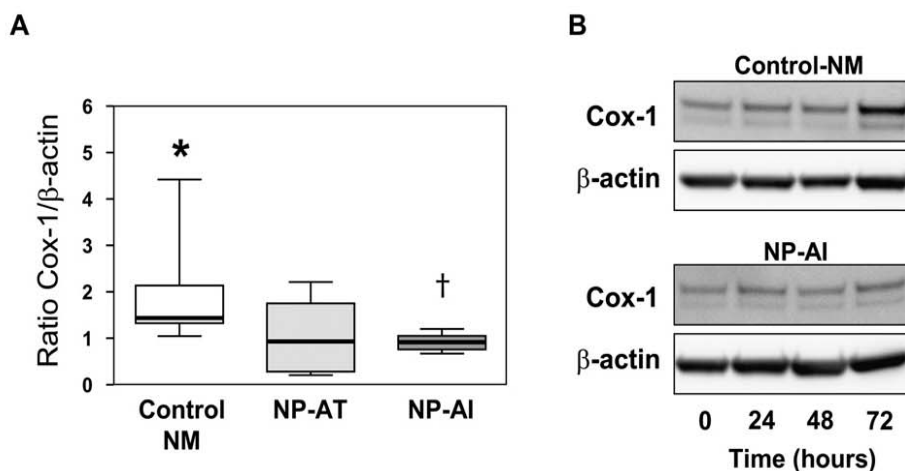 A
Ratio Cox-1/β-actin
6
5
4
3
2
1
0
*
†
Control
NM
NP-AT
NP-AI
B
Control-NM
Cox-1
β-actin
NP-AI
Cox-1
β-actin
0 24 48 72
Time (hours)